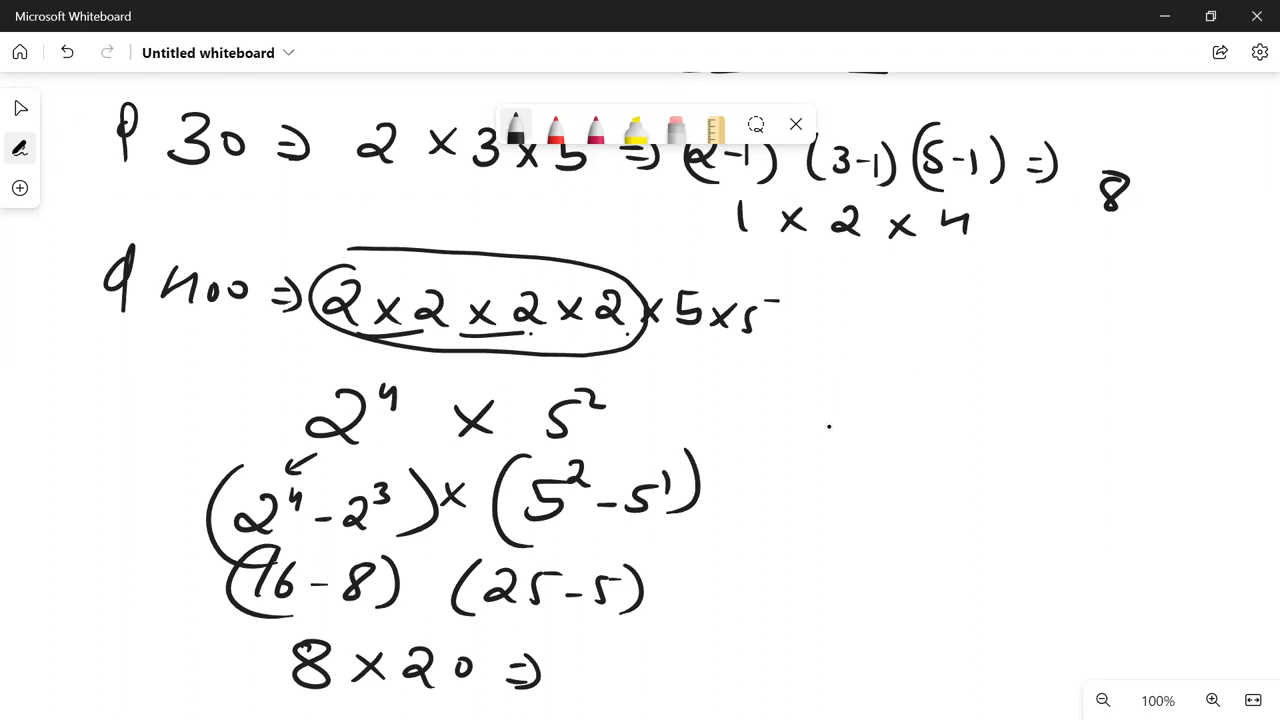 Microsoft Whiteboard
Untitled whiteboard
φ 30 ⇒ 2 × 3 × 5 ⇒ (2-1) (3-1) (5-1) ⇒ 8
1 × 2 × 4
φ 400 ⇒ 2 × 2 × 2 × 2 × 5 × 5
2⁴ × 5²
(2⁴ - 2³) × (5² - 5¹)
(16 - 8) (25 - 5)
8 × 20 ⇒
100%